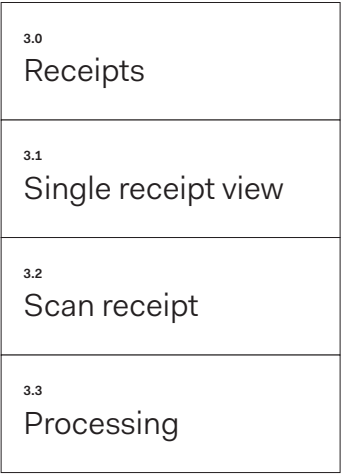 3.0
Receipts
3.1
Single receipt view
3.2
Scan receipt
3.3
Processing